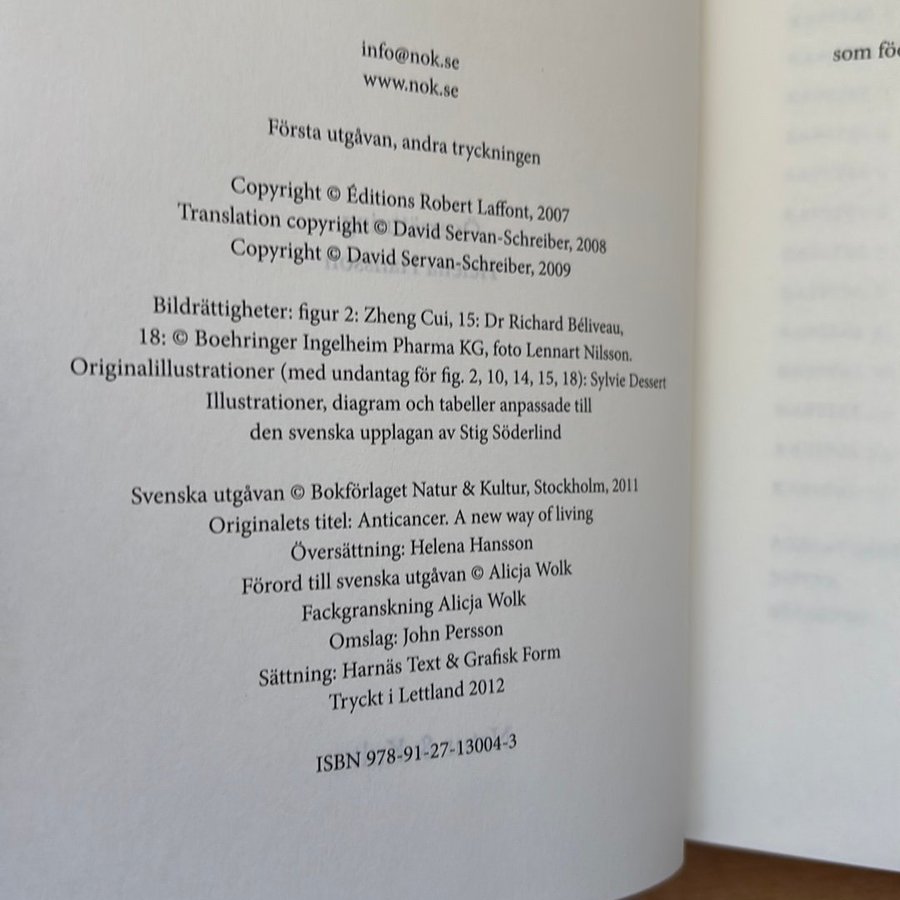 info@nok.se
www.nok.se
Första utgåvan, andra tryckningen
Copyright © Éditions Robert Laffont, 2007
Translation copyright © David Servan-Schreiber, 2008
Copyright © David Servan-Schreiber, 2009
Bildrättigheter: figur 2: Zheng Cui, 15: Dr Richard Béliveau,
18: © Boehringer Ingelheim Pharma KG, foto Lennart Nilsson.
Originalillustrationer (med undantag för fig. 2, 10, 14, 15, 18): Sylvie Dessert
Illustrationer, diagram och tabeller anpassade till
den svenska upplagan av Stig Söderlind
Svenska utgåvan © Bokförlaget Natur & Kultur, Stockholm, 2011
Originalets titel: Anticancer. A new way of living
Översättning: Helena Hansson
Förord till svenska utgåvan © Alicja Wolk
Fackgranskning Alicja Wolk
Omslag: John Persson
Sättning: Harnäs Text & Grafisk Form
Tryckt i Lettland 2012
ISBN 978-91-27-13004-3
som